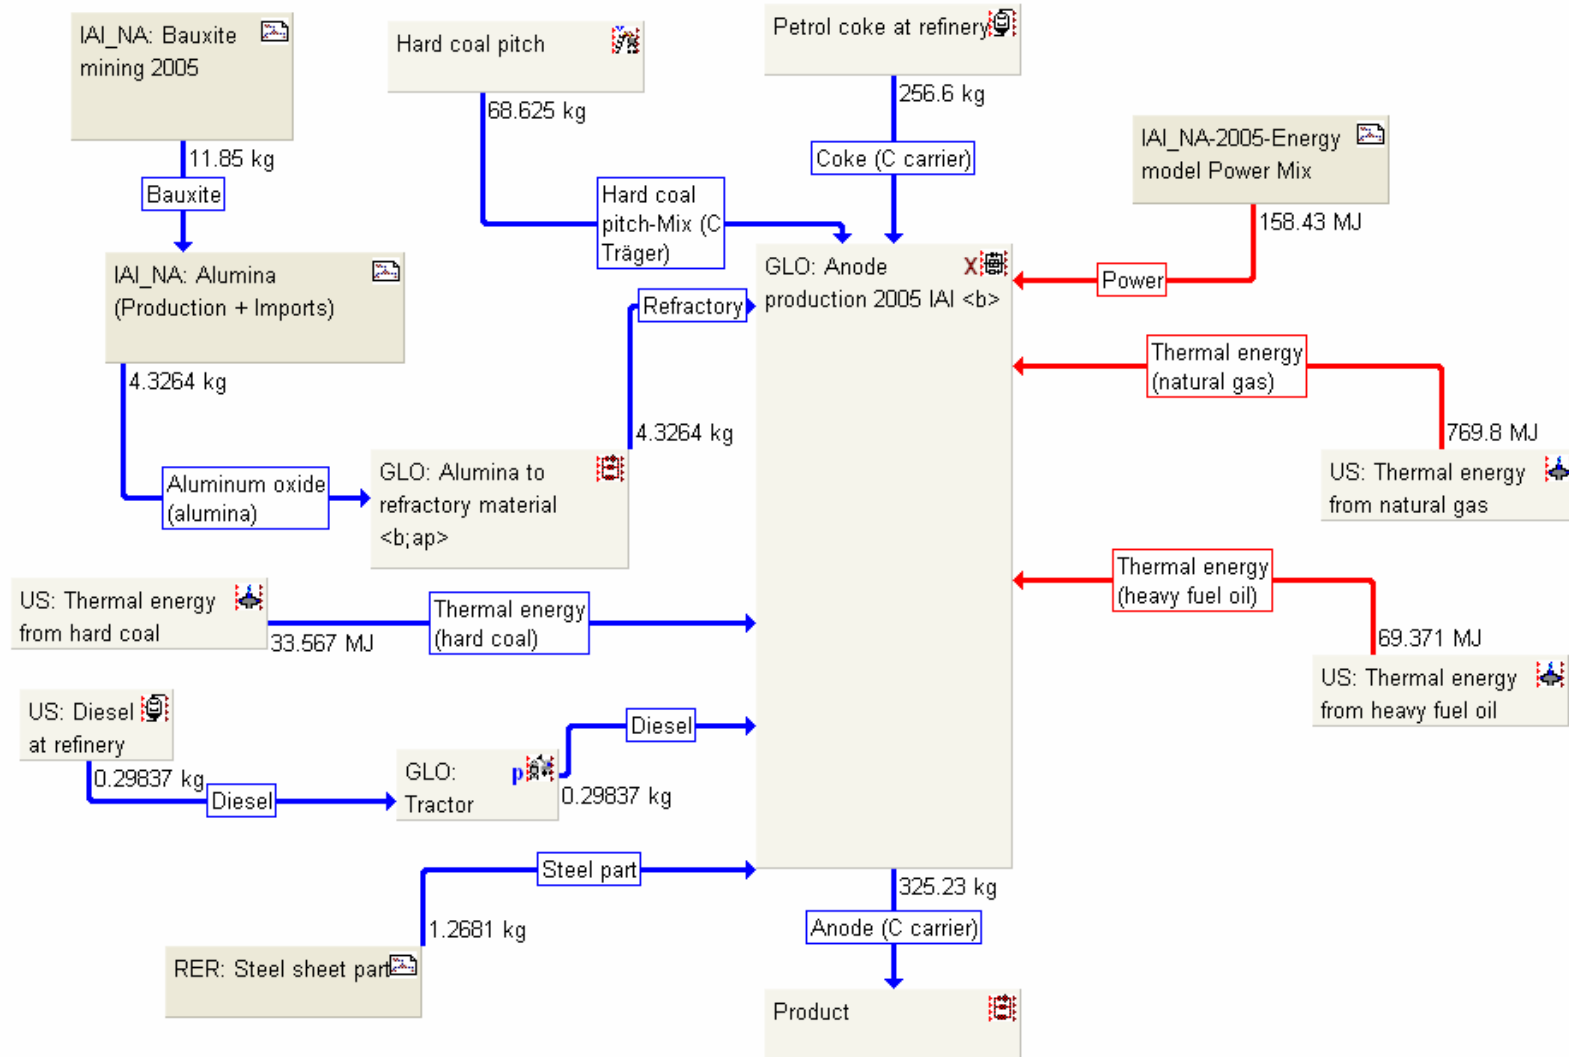 IAI_NA: Bauxite
mining 2005
11.85 kg
Bauxite
IAI_NA: Alumina
(Production + Imports)
4.3264 kg
Aluminum oxide
(alumina)
GLO: Alumina to
refractory material
<b;ap>
4.3264 kg
Refractory
Hard coal pitch
68.625 kg
Hard coal
pitch-Mix (C
Träger)
Petrol coke at refinery
256.6 kg
Coke (C carrier)
IAI_NA-2005-Energy
model Power Mix
158.43 MJ
Power
GLO: Anode
X
production 2005 IAI <b>
Thermal energy
(natural gas)
769.8 MJ
US: Thermal energy
from natural gas
Thermal energy
(heavy fuel oil)
69.371 MJ
US: Thermal energy
from heavy fuel oil
US: Thermal energy
from hard coal
33.567 MJ
Thermal energy
(hard coal)
US: Diesel
at refinery
0.29837 kg
Diesel
GLO:
p
Tractor
0.29837 kg
Diesel
RER: Steel sheet part
1.2681 kg
Steel part
325.23 kg
Anode (C carrier)
Product